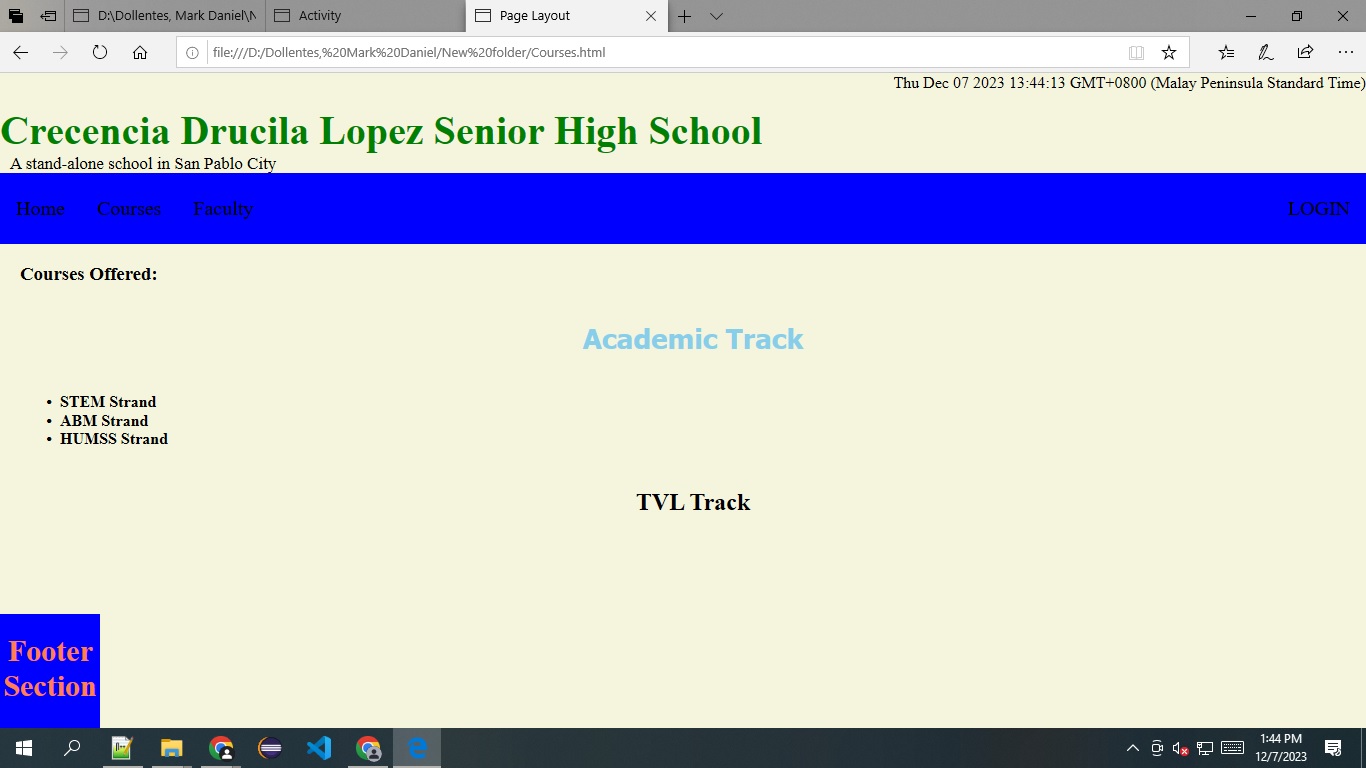 D:\Dollentes, Mark Daniel\N
Activity
Page Layout
file:///D:/Dollentes,%20Mark%20Daniel/New%20folder/Courses.html
Thu Dec 07 2023 13:44:13 GMT+0800 (Malay Peninsula Standard Time)
Crecencia Drucila Lopez Senior High School
A stand-alone school in San Pablo City
Home Courses Faculty LOGIN
Courses Offered:
Academic Track
• STEM Strand
• ABM Strand
• HUMSS Strand
TVL Track
Footer
Section
1:44 PM
12/7/2023